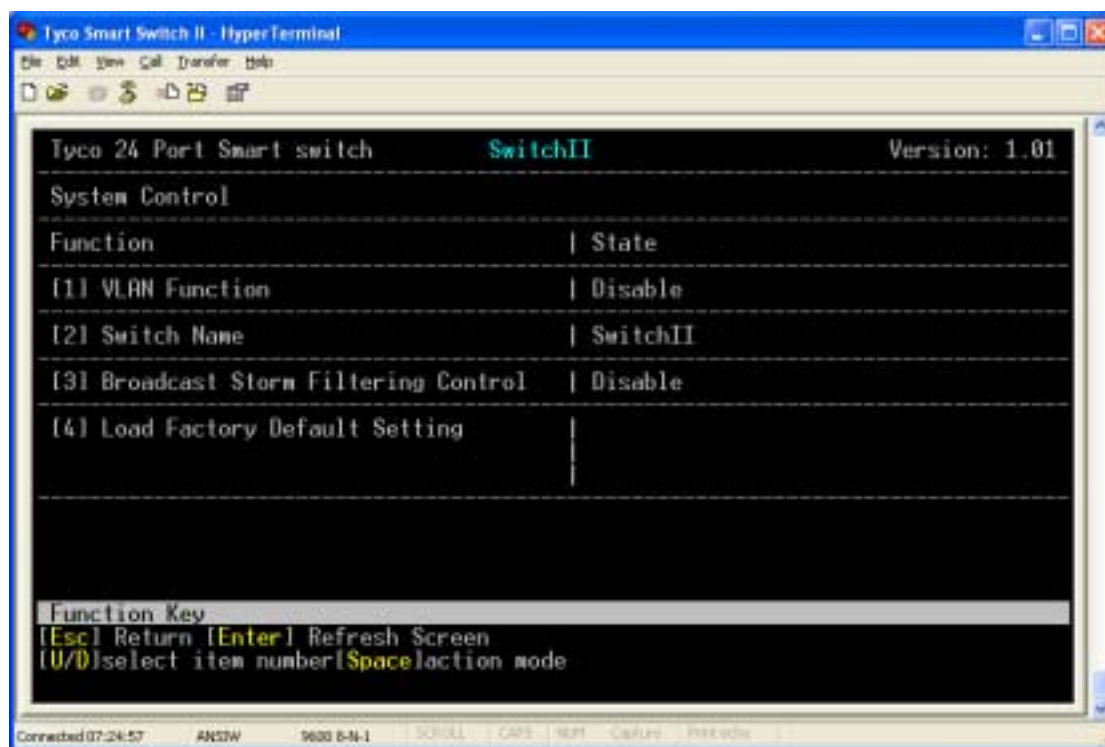 Tyco Smart Switch II - HyperTerminal
File Edit View Call Transfer Help
Tyco 24 Port Smart switch SwitchII Version: 1.01
System Control
Function | State
[1] VLAN Function | Disable
[2] Switch Name | SwitchII
[3] Broadcast Storm Filtering Control | Disable
[4] Load Factory Default Setting |
Function Key
[Esc] Return [Enter] Refresh Screen
[U/D]select item number[Space]action mode
Connected 07:24:57 ANSIW 9600 8-N-1 SCROLL CAPS NUM Capture Print echo